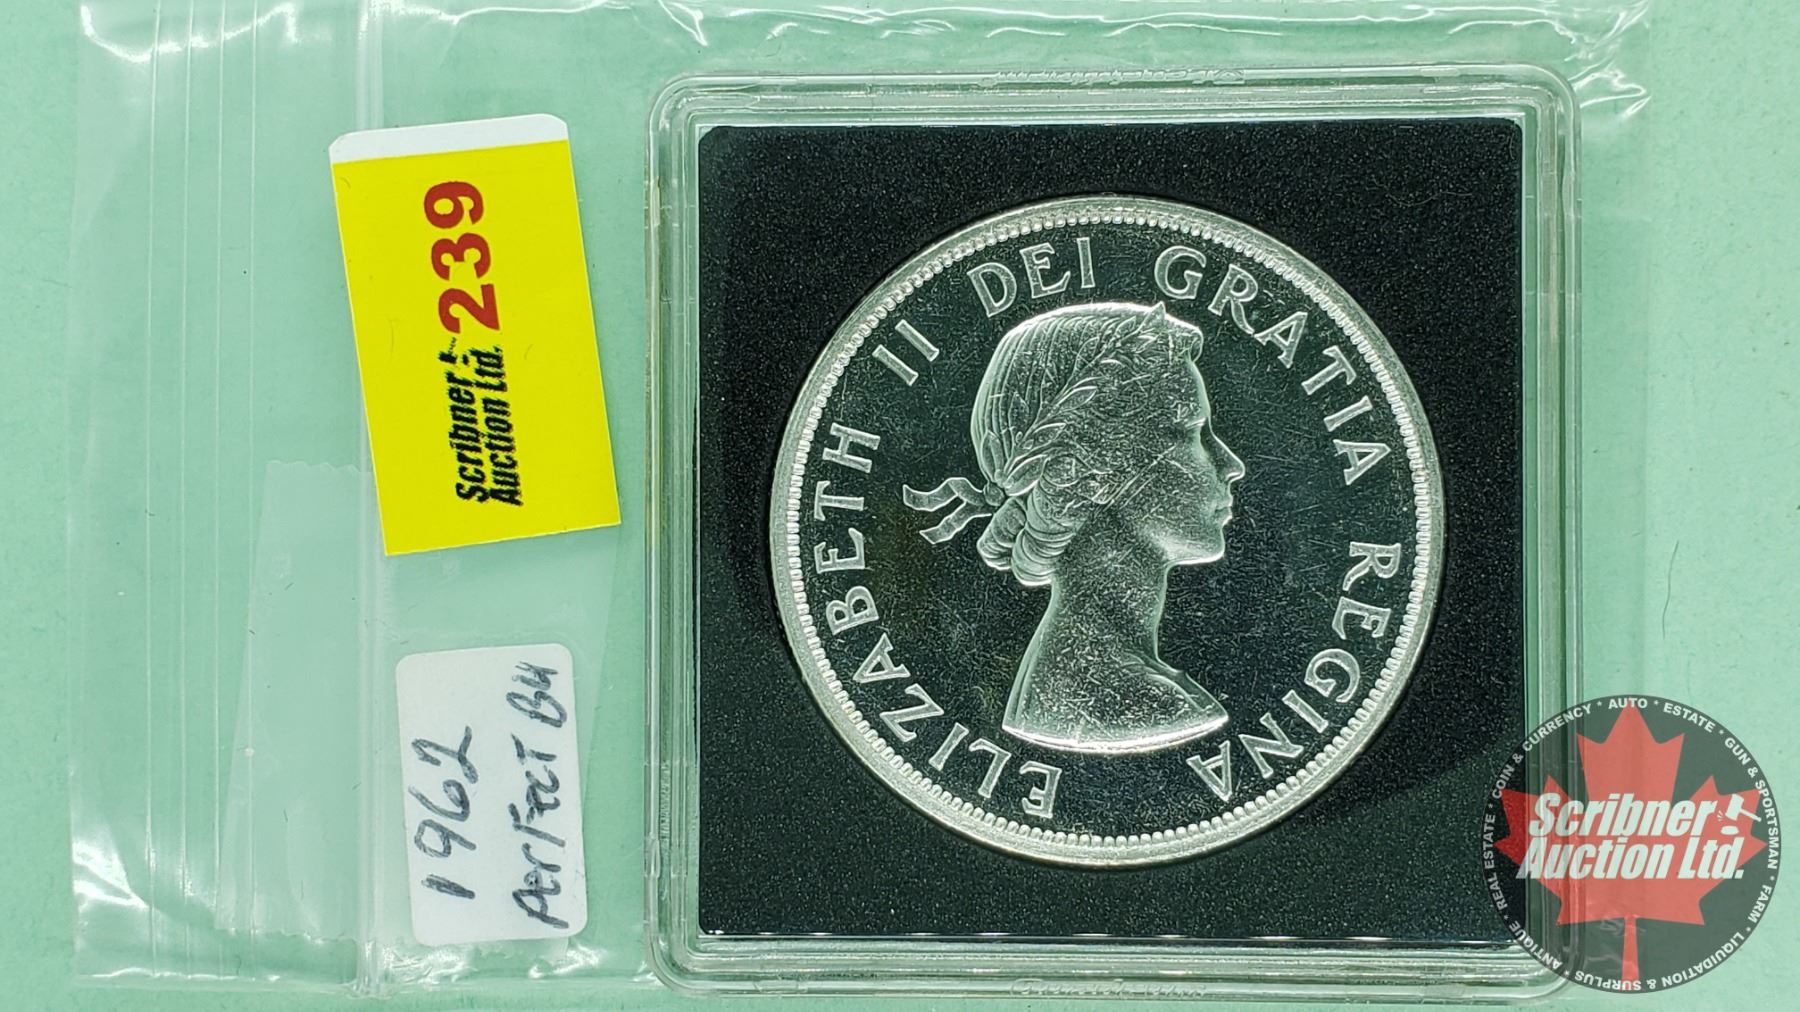 239
Scribner
Auction Ltd.
1962
Perfect BU
ELIZABETH II DEI GRATIA REGINA
REAL ESTATE * COIN & CURRENCY * AUTO * ESTATE * GUN & SPORTSMAN * FARM * LIQUIDATION & SURPLUS * ANTIQUE *
Scribner
Auction Ltd.